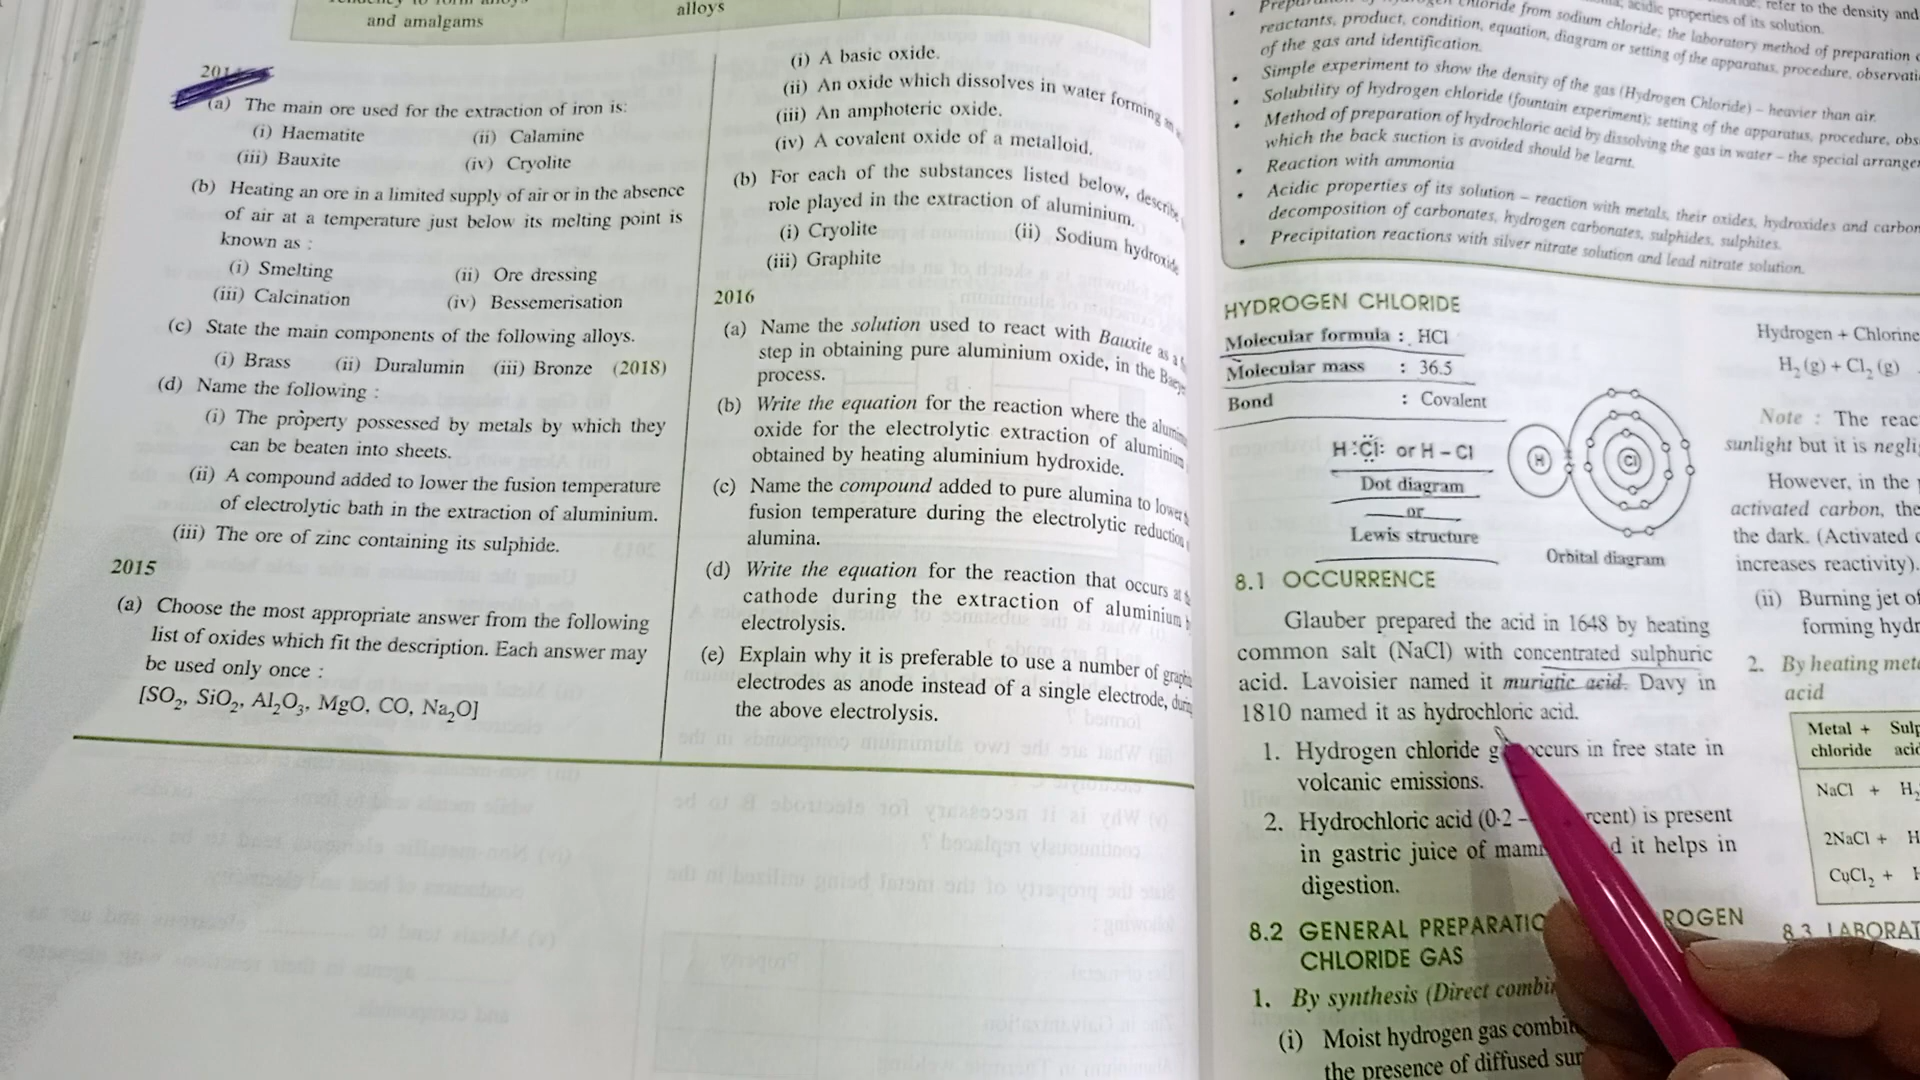 and amalgams
alloys
(a) The main ore used for the extraction of iron is:
(i) Haematite (ii) Calamine
(iii) Bauxite (iv) Cryolite
(b) Heating an ore in a limited supply of air or in the absence
of air at a temperature just below its melting point is
known as :
(i) Smelting (ii) Ore dressing
(iii) Calcination (iv) Bessemerisation
(c) State the main components of the following alloys.
(i) Brass (ii) Duralumin (iii) Bronze (2018)
(d) Name the following :
(i) The property possessed by metals by which they
can be beaten into sheets.
(ii) A compound added to lower the fusion temperature
of electrolytic bath in the extraction of aluminium.
(iii) The ore of zinc containing its sulphide.
2015
(a) Choose the most appropriate answer from the following
list of oxides which fit the description. Each answer may
be used only once :
[SO₂, SiO₂, Al₂O₃, MgO, CO, Na₂O]
(i) A basic oxide.
(ii) An oxide which dissolves in water forming an
(iii) An amphoteric oxide.
(iv) A covalent oxide of a metalloid.
(b) For each of the substances listed below, describe
role played in the extraction of aluminium.
(i) Cryolite (ii) Sodium hydroxide
(iii) Graphite
2016
(a) Name the solution used to react with Bauxite as a
step in obtaining pure aluminium oxide, in the
process.
(b) Write the equation for the reaction where the
oxide for the electrolytic extraction of aluminium
obtained by heating aluminium hydroxide.
(c) Name the compound added to pure alumina to lower
fusion temperature during the electrolytic reduction
alumina.
(d) Write the equation for the reaction that occurs at
cathode during the extraction of aluminium
electrolysis.
(e) Explain why it is preferable to use a number of
electrodes as anode instead of a single electrode,
the above electrolysis.
acidic properties of its solution.
chloride from sodium chloride; the laboratory method of preparation
reactants, product, condition, equation, diagram or setting of the apparatus, procedure,
of the gas and identification.
• Simple experiment to show the density of the gas (Hydrogen Chloride) – heavier than air.
• Solubility of hydrogen chloride (fountain experiment); setting of the apparatus, procedure,
• Method of preparation of hydrochloric acid by dissolving the gas in water – the special
which the back suction is avoided should be learnt.
• Reaction with ammonia
• Acidic properties of its solution – reaction with metals, their oxides, hydroxides and
decomposition of carbonates, hydrogen carbonates, sulphides, sulphites.
• Precipitation reactions with silver nitrate solution and lead nitrate solution.
HYDROGEN CHLORIDE
Molecular formula : HCl
Molecular mass : 36.5
Bond : Covalent
H:Cl: or H – Cl
Dot diagram
or
Lewis structure
H
Cl
Orbital diagram
8.1 OCCURRENCE
Glauber prepared the acid in 1648 by heating
common salt (NaCl) with concentrated sulphuric
acid. Lavoisier named it muriatic acid. Davy in
1810 named it as hydrochloric acid.
1. Hydrogen chloride occurs in free state in
volcanic emissions.
2. Hydrochloric acid (0·2 – is present
in gastric juice of it helps in
digestion.
8.2 GENERAL
CHLORIDE GAS
1. By synthesis (Direct
(i) Moist hydrogen gas
the presence of diffused
Hydrogen + Chlorine
H₂(g) + Cl₂(g)
Note : The
sunlight but it is
However, in the
activated carbon, the
the dark. (Activated
increases reactivity).
(ii) Burning jet of
forming
2. By heating
acid
Metal +
chloride
NaCl +
2NaCl +
CuCl₂ +
8.3